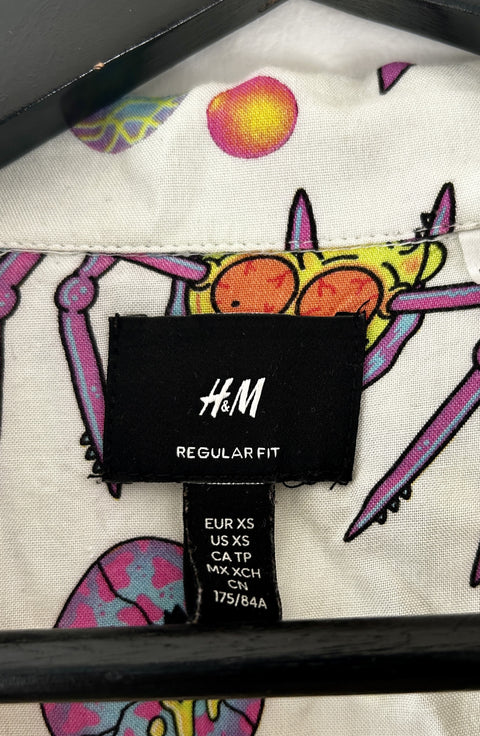 H&M
REGULAR FIT
EUR XS
US XS
CA TP
MX XCH
CN
175/84A